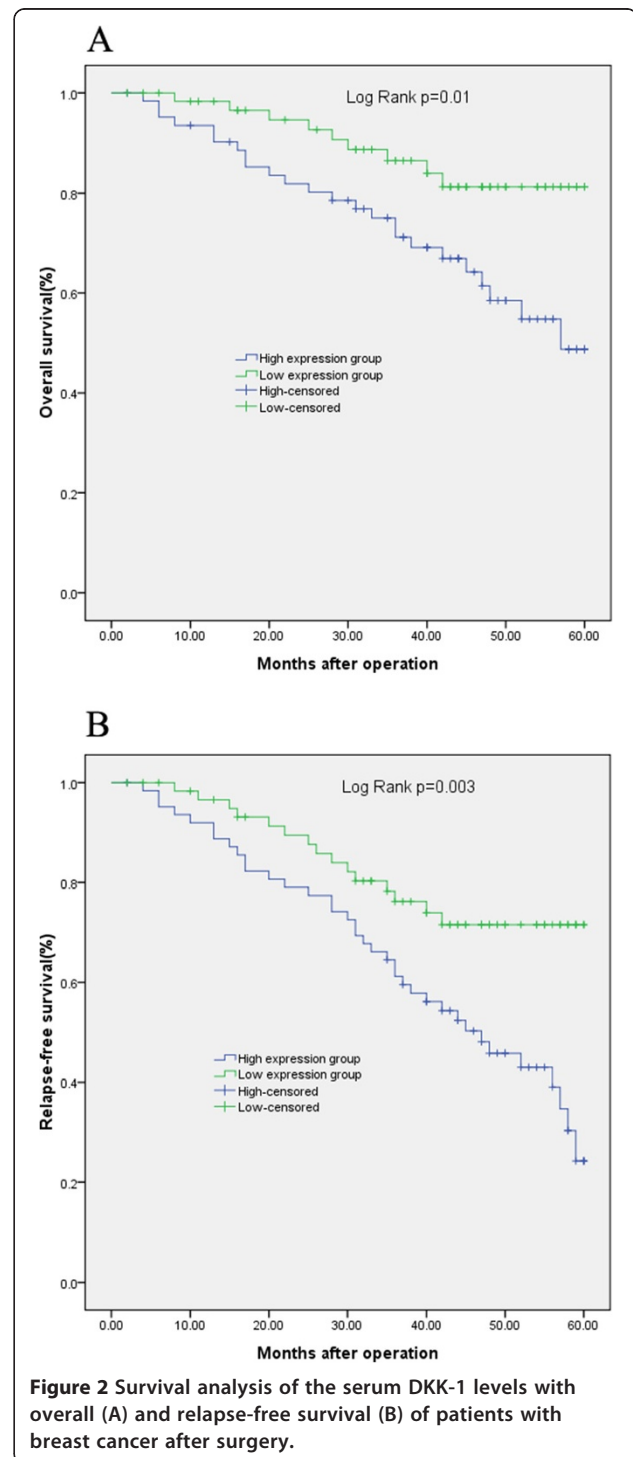 A
Log Rank p=0.01
1.0
0.8
0.6
0.4
0.2
0.0
Overall survival(%)
High expression group
Low expression group
High-censored
Low-censored
0.00 10.00 20.00 30.00 40.00 50.00 60.00
Months after operation
B
Log Rank p=0.003
1.0
0.8
0.6
0.4
0.2
0.0
Relapse-free survival(%)
High expression group
Low expression group
High-censored
Low-censored
0.00 10.00 20.00 30.00 40.00 50.00 60.00
Months after operation
Figure 2 Survival analysis of the serum DKK-1 levels with
overall (A) and relapse-free survival (B) of patients with
breast cancer after surgery.